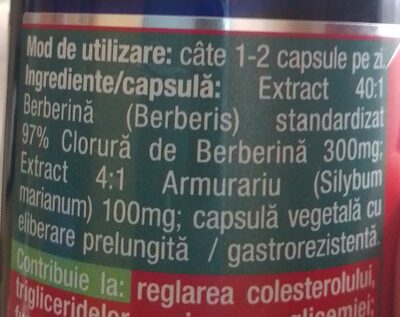 Mod de utilizare: câte 1-2 capsule pe zi.
Ingrediente/capsulă: Extract 40:1
Berberină (Berberis) standardizat
97% Clorură de Berberină 300mg;
Extract 4:1 Armurariu (Silybum
marianum) 100mg; capsulă vegetală cu
eliberare prelungită / gastrorezistentă.
Contribuie la: reglarea colesterolului,
trigliceridelor glicemiei;